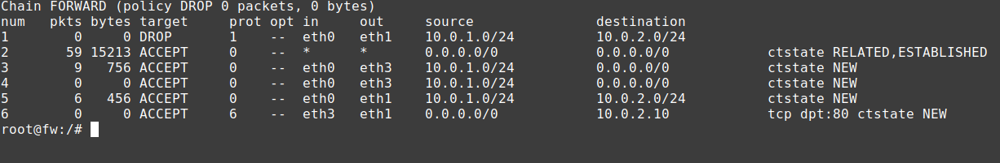 Chain FORWARD (policy DROP 0 packets, 0 bytes)
num   pkts bytes target     prot opt in     out     source               destination
1        0     0 DROP       1    --  eth0   eth1    10.0.1.0/24          10.0.2.0/24
2       59 15213 ACCEPT     0    --  *      *       0.0.0.0/0            0.0.0.0/0            ctstate RELATED,ESTABLISHED
3        9   756 ACCEPT     0    --  eth0   eth3    10.0.1.0/24          0.0.0.0/0            ctstate NEW
4        0     0 ACCEPT     0    --  eth0   eth3    10.0.1.0/24          0.0.0.0/0            ctstate NEW
5        6   456 ACCEPT     0    --  eth0   eth1    10.0.1.0/24          10.0.2.0/24          ctstate NEW
6        0     0 ACCEPT     6    --  eth3   eth1    0.0.0.0/0            10.0.2.10            tcp dpt:80 ctstate NEW
root@fw:/#